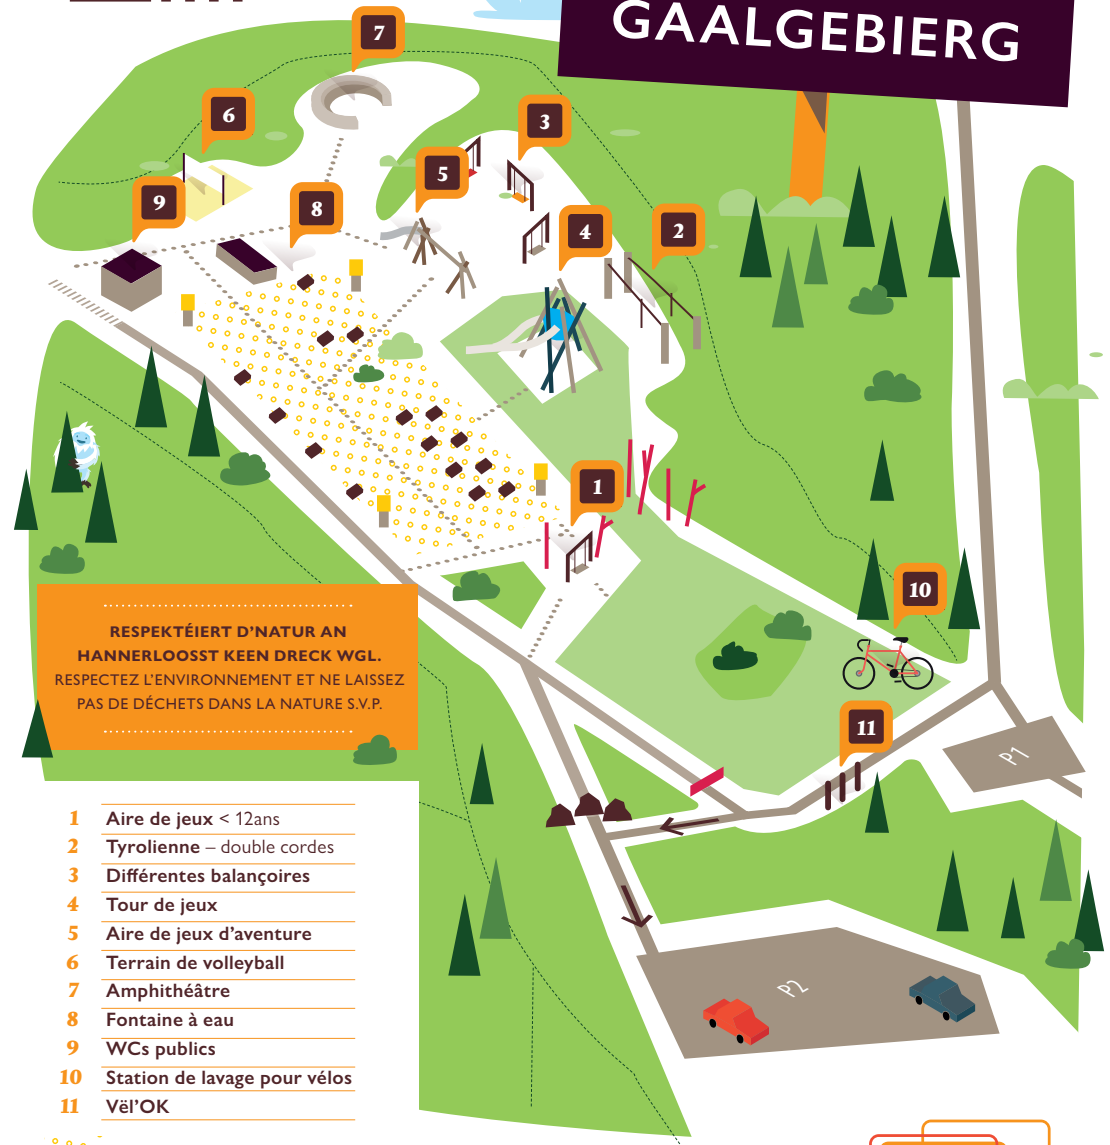 GAALGEBIERG
7
6
3
5
9
8
4
2
1
10
11
P1
P2
RESPEKTÉIERT D’NATUR AN
HANNERLOOSST KEEN DRECK WGL.
RESPECTEZ L’ENVIRONNEMENT ET NE LAISSEZ
PAS DE DÉCHETS DANS LA NATURE S.V.P.
1 Aire de jeux < 12ans
2 Tyrolienne – double cordes
3 Différentes balançoires
4 Tour de jeux
5 Aire de jeux d’aventure
6 Terrain de volleyball
7 Amphithéâtre
8 Fontaine à eau
9 WCs publics
10 Station de lavage pour vélos
11 Vël’OK